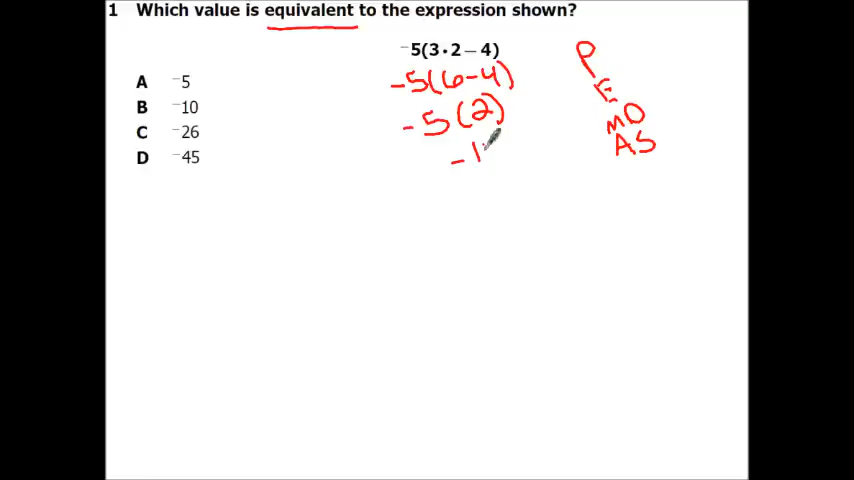 1 Which value is equivalent to the expression shown?
⁻5(3•2 – 4)
A ⁻5
B ⁻10
C ⁻26
D ⁻45
-5(6-4)
-5(2)
-1
P
E
MD
AS